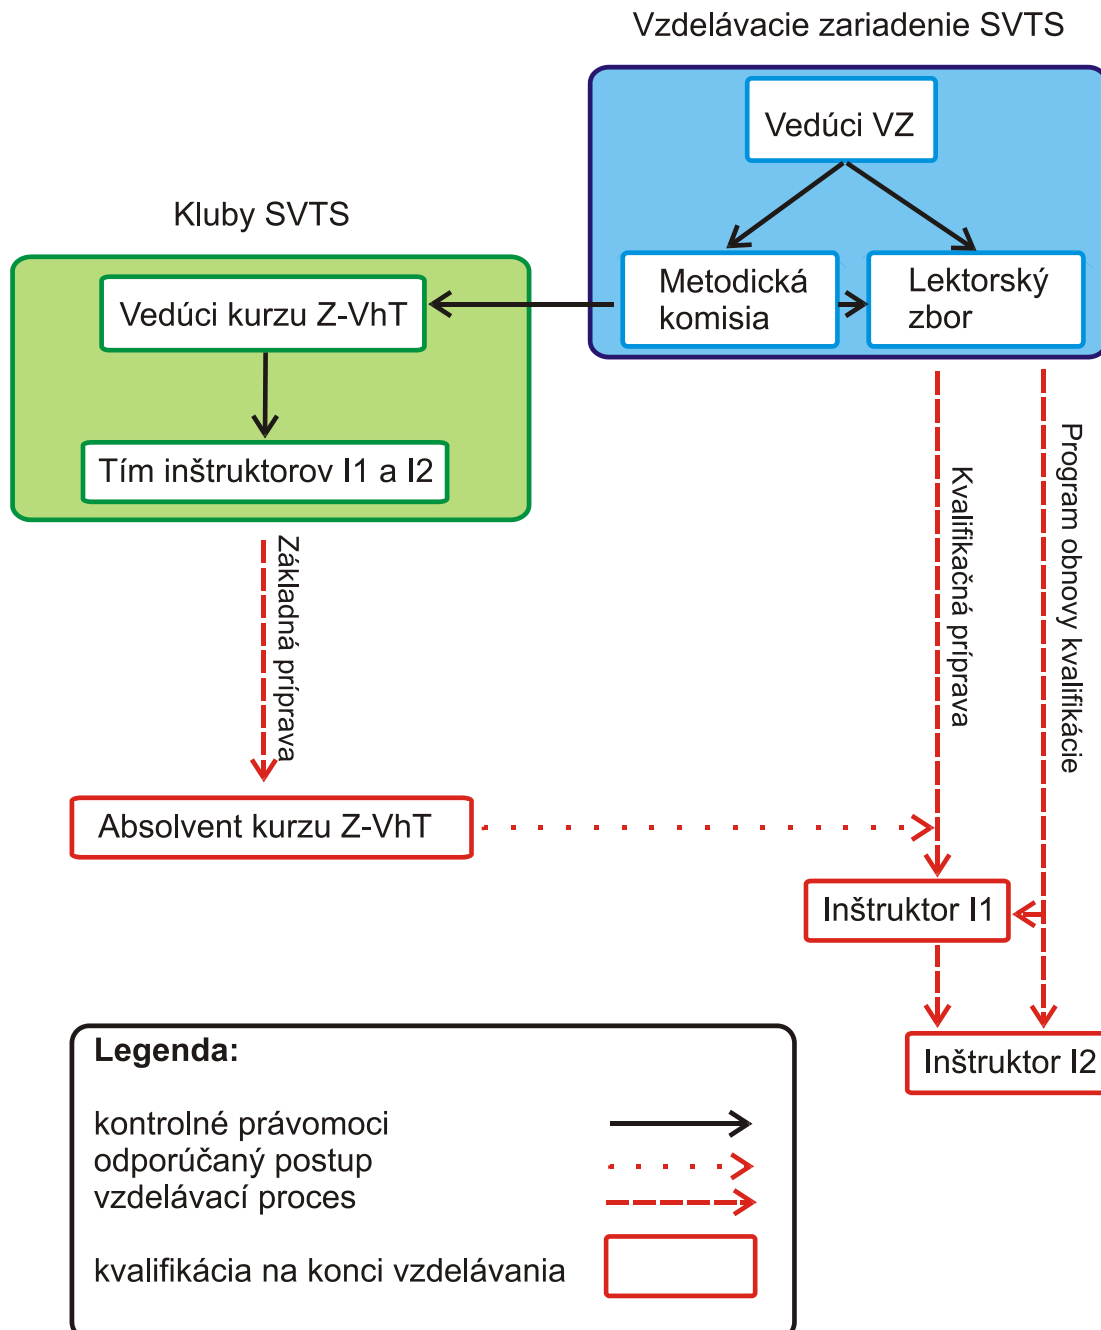 Vzdelávacie zariadenie SVTS
Vedúci VZ
Kluby SVTS
Metodická
komisia
Lektorský
zbor
Vedúci kurzu Z-VhT
Tím inštruktorov I1 a I2
Základná príprava
Kvalifikačná príprava
Program obnovy kvalifikácie
Absolvent kurzu Z-VhT
Inštruktor I1
Inštruktor I2
Legenda:
kontrolné právomoci
odporúčaný postup
vzdelávací proces
kvalifikácia na konci vzdelávania